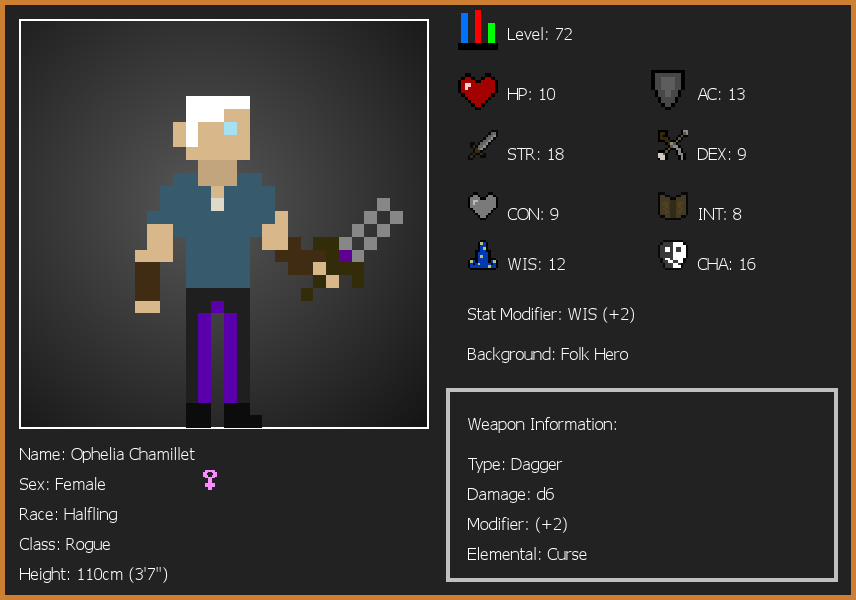 Level: 72
HP: 10
AC: 13
STR: 18
DEX: 9
CON: 9
INT: 8
WIS: 12
CHA: 16
Stat Modifier: WIS (+2)
Background: Folk Hero
Weapon Information:
Type: Dagger
Damage: d6
Modifier: (+2)
Elemental: Curse
Name: Ophelia Chamillet
Sex: Female
Race: Halfling
Class: Rogue
Height: 110cm (3'7")